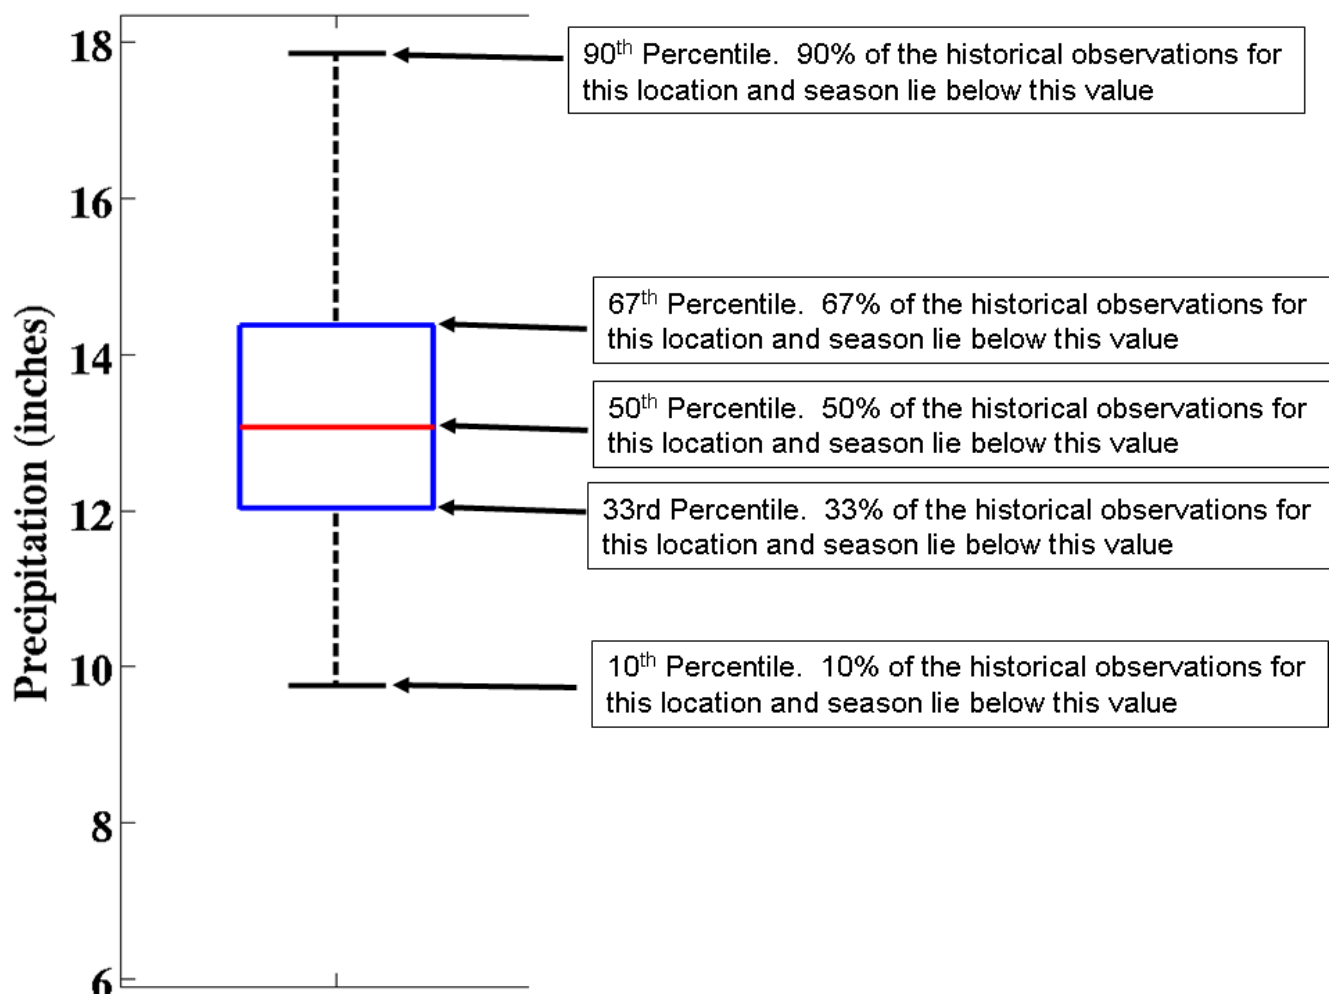 18
90th Percentile. 90% of the historical observations for
this location and season lie below this value
16
67th Percentile. 67% of the historical observations for
this location and season lie below this value
14
50th Percentile. 50% of the historical observations for
this location and season lie below this value
12
33rd Percentile. 33% of the historical observations for
this location and season lie below this value
10
10th Percentile. 10% of the historical observations for
this location and season lie below this value
8
6
Precipitation (inches)